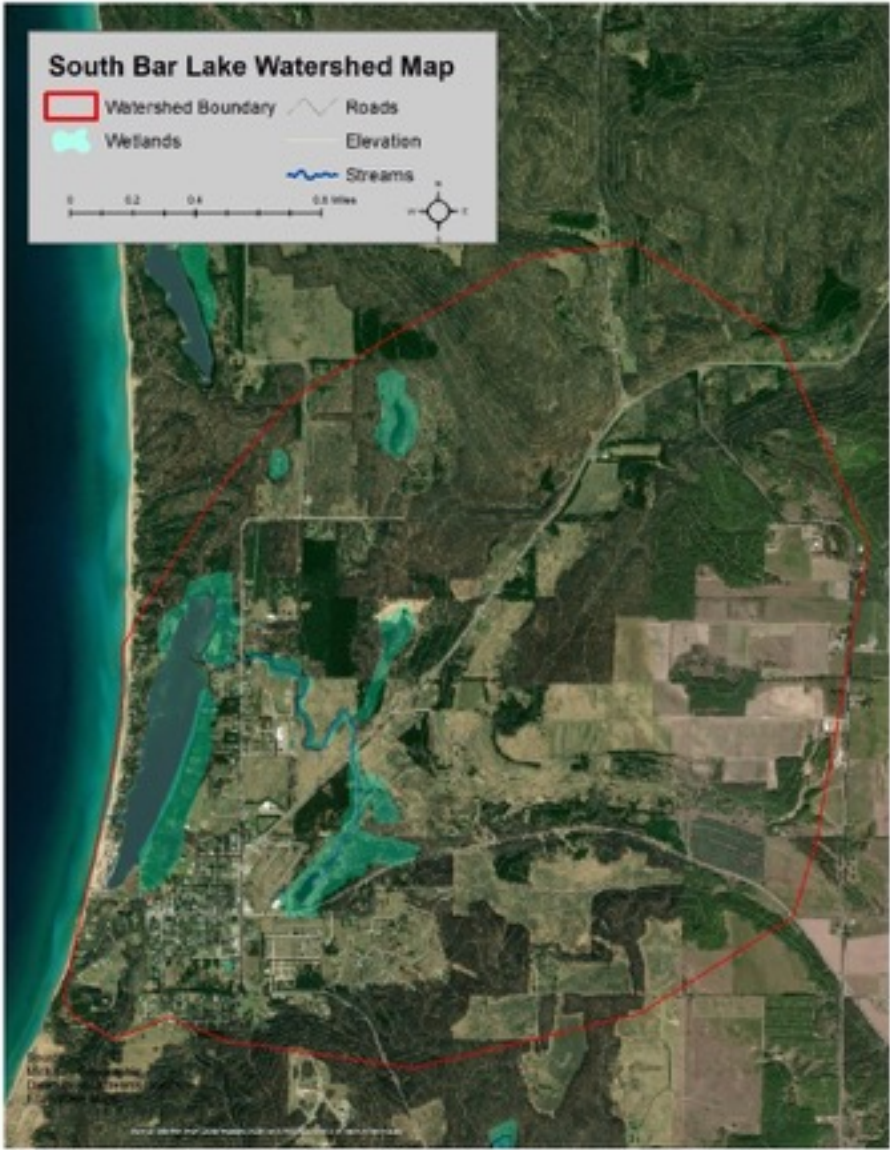 South Bar Lake Watershed Map
Watershed Boundary
Roads
Wetlands
Elevation
Streams
0 0.2 0.4 0.8 Miles
N
W E
S